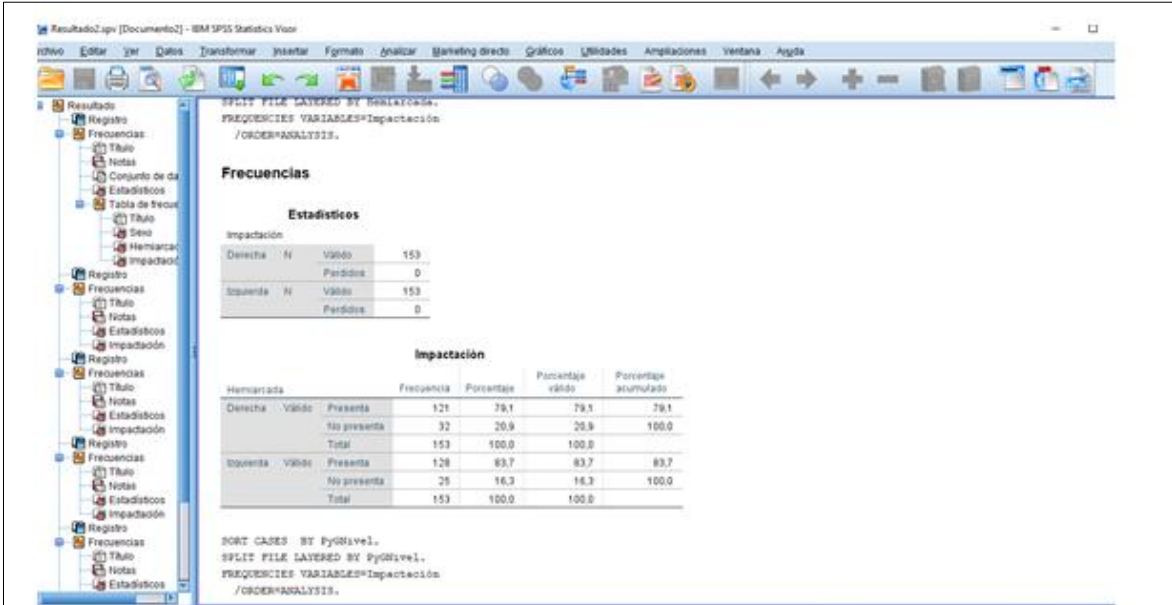 Resultado2.spv [Documento2] - IBM SPSS Statistics Visor
rchivo Editar Ver Datos Transformar Insertar Formato Analizar Marketing directo Gráficos Utilidades Ampliaciones Ventana Ayuda
Resultado
Registro
Frecuencias
Título
Notas
Conjunto de da
Estadísticos
Tabla de frecue
Título
Sexo
Hemiarcad
Impactació
Registro
Frecuencias
Título
Notas
Estadísticos
Impactación
Registro
Frecuencias
Título
Notas
Estadísticos
Impactación
Registro
Frecuencias
Título
Notas
Estadísticos
Impactación
Registro
Frecuencias
Título
Notas
Estadísticos
SPLIT FILE LAYERED BY Hemiarcada.
FREQUENCIES VARIABLES=Impactación
/ORDER=ANALYSIS.
Frecuencias
Estadísticos
Impactación
Derecha N Válido 153
Perdidos 0
Izquierda N Válido 153
Perdidos 0
Impactación
Hemiarcada Frecuencia Porcentaje Porcentaje válido Porcentaje acumulado
Derecha Válido Presenta 121 79,1 79,1 79,1
No presenta 32 20,9 20,9 100,0
Total 153 100,0 100,0
Izquierda Válido Presenta 128 83,7 83,7 83,7
No presenta 25 16,3 16,3 100,0
Total 153 100,0 100,0
SORT CASES BY PyGNivel.
SPLIT FILE LAYERED BY PyGNivel.
FREQUENCIES VARIABLES=Impactación
/ORDER=ANALYSIS.